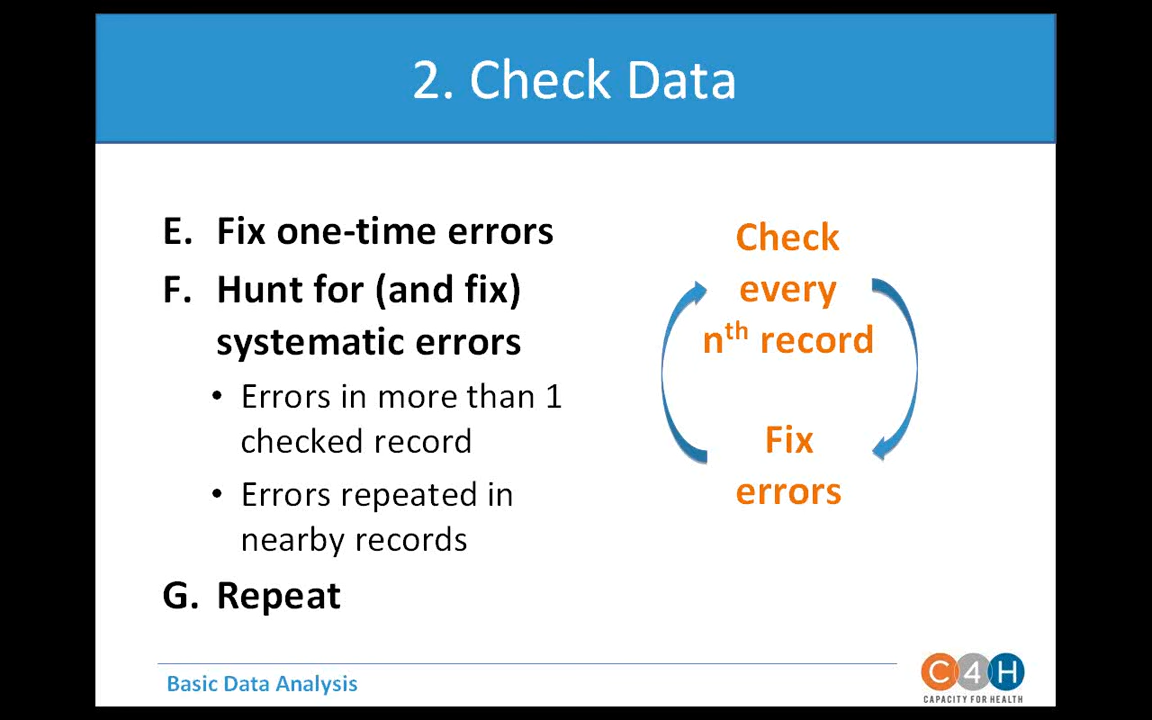 2. Check Data
E. Fix one-time errors
F. Hunt for (and fix)
systematic errors
• Errors in more than 1
checked record
• Errors repeated in
nearby records
G. Repeat
Check
every
nth record
Fix
errors
Basic Data Analysis
C4H
CAPACITY FOR HEALTH